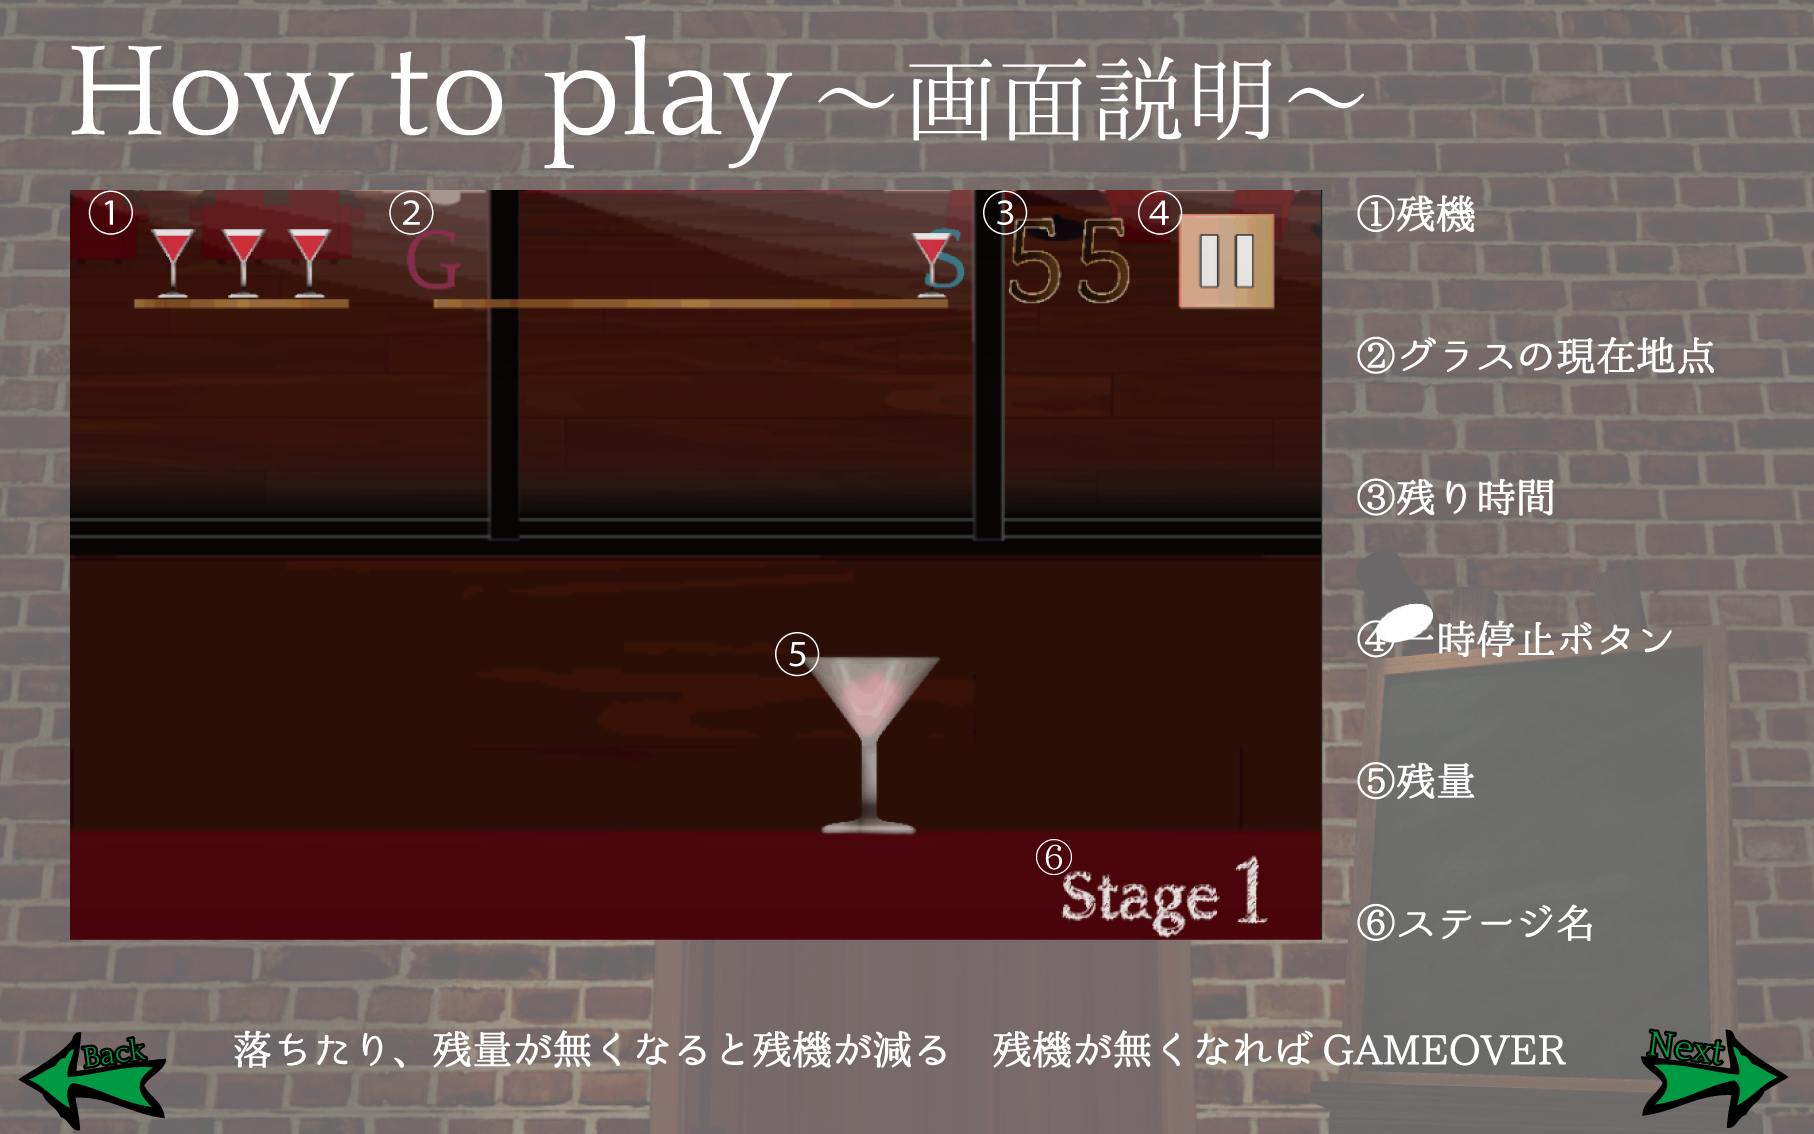 How to play ～画面説明～
①
②
③
④
G
S
55
⑤
⑥
Stage 1
①残機
②グラスの現在地点
③残り時間
④一時停止ボタン
⑤残量
⑥ステージ名
Back
落ちたり、残量が無くなると残機が減る　残機が無くなれば GAMEOVER
Next